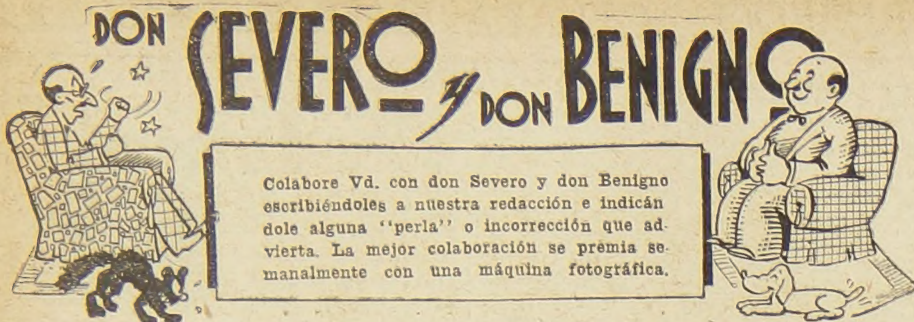 DON SEVERO y DON BENIGNO
Colabore Vd. con don Severo y don Benigno
escribiéndoles a nuestra redacción e indicán
dole alguna "perla" o incorrección que ad-
vierta. La mejor colaboración se premia se-
manalmente con una máquina fotográfica.